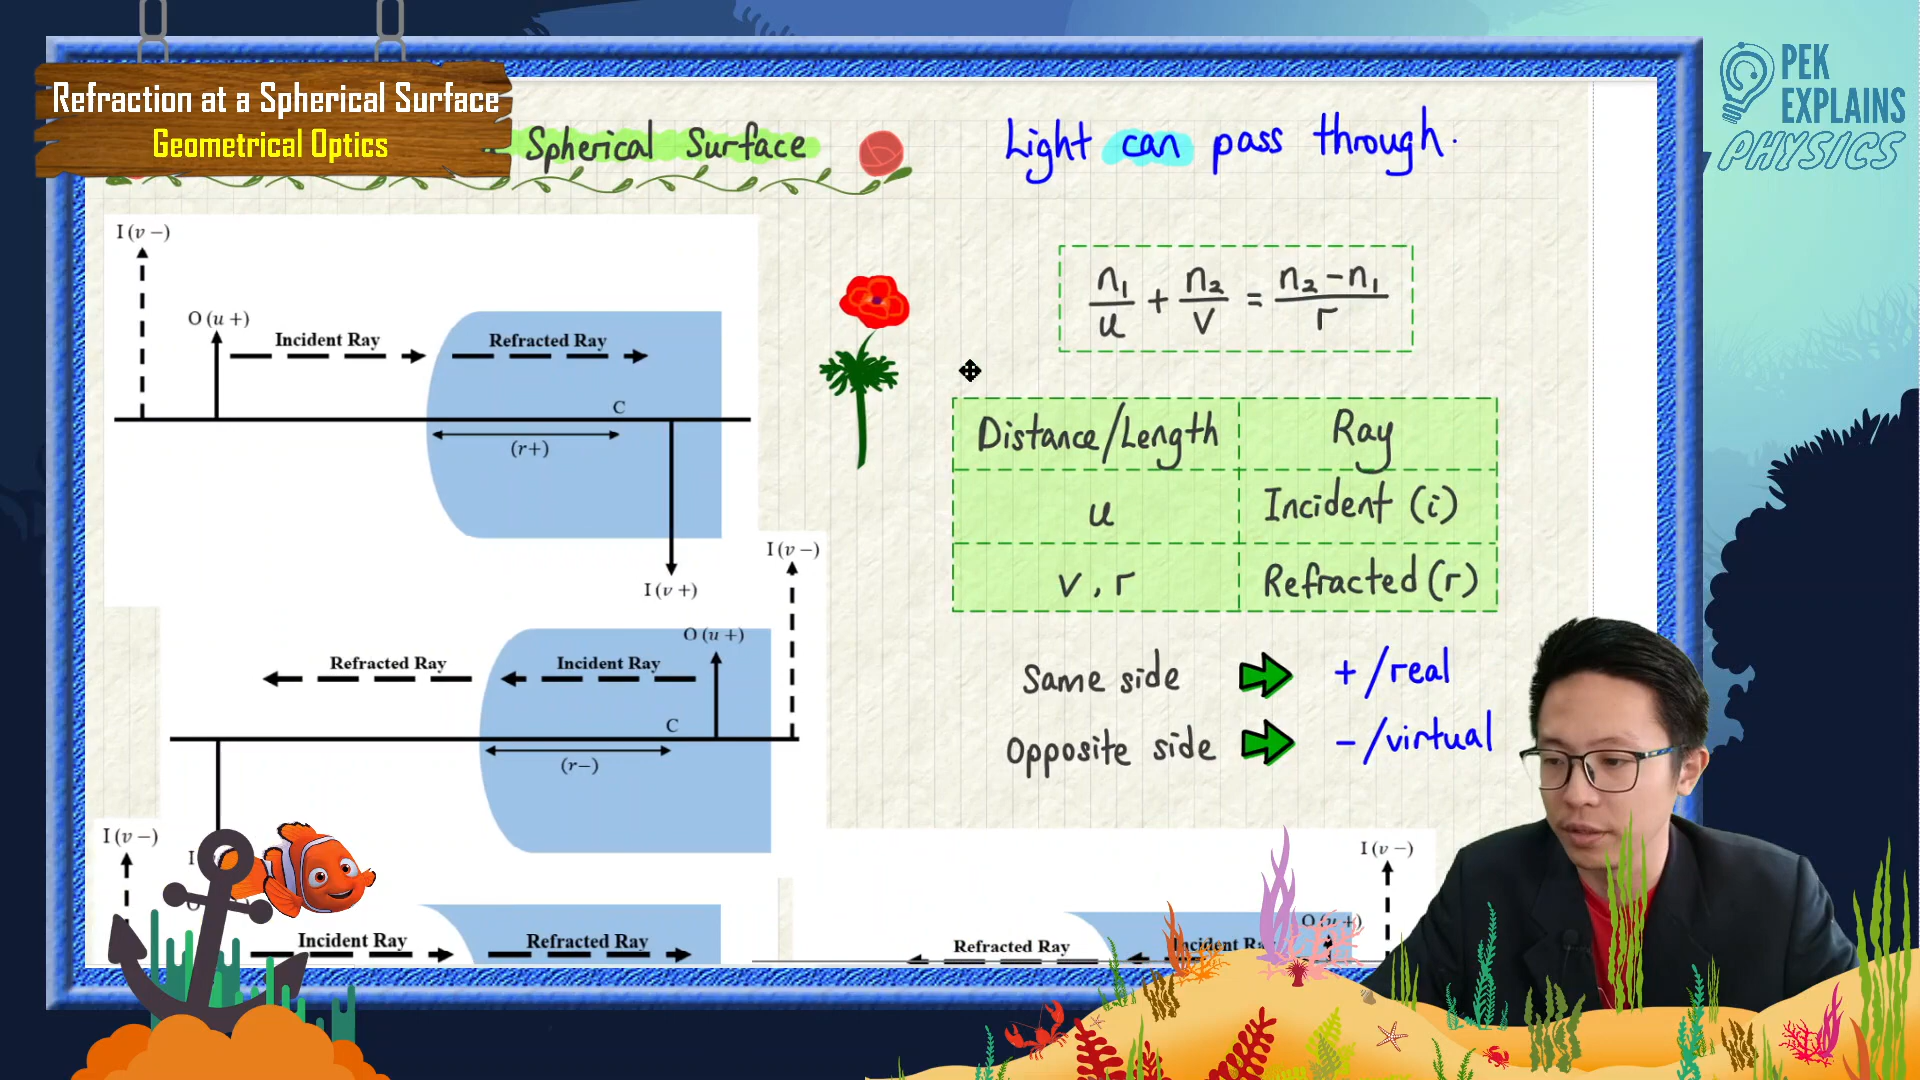 Refraction at a Spherical Surface
Geometrical Optics
Spherical Surface
Light can pass through.
PEK
EXPLAINS
PHYSICS
I (v −)
O (u +)
Incident Ray
Refracted Ray
C
(r+)
I (v +)
n₁/u + n₂/v = (n₂−n₁)/r
Distance/Length Ray
u Incident (i)
v, r Refracted (r)
Same side +/real
Opposite side −/virtual
I (v −)
O (u +)
Refracted Ray
Incident Ray
C
(r−)
I (v −)
I
Incident Ray
Refracted Ray
I (v −)
O (u +)
Refracted Ray
Incident Ra